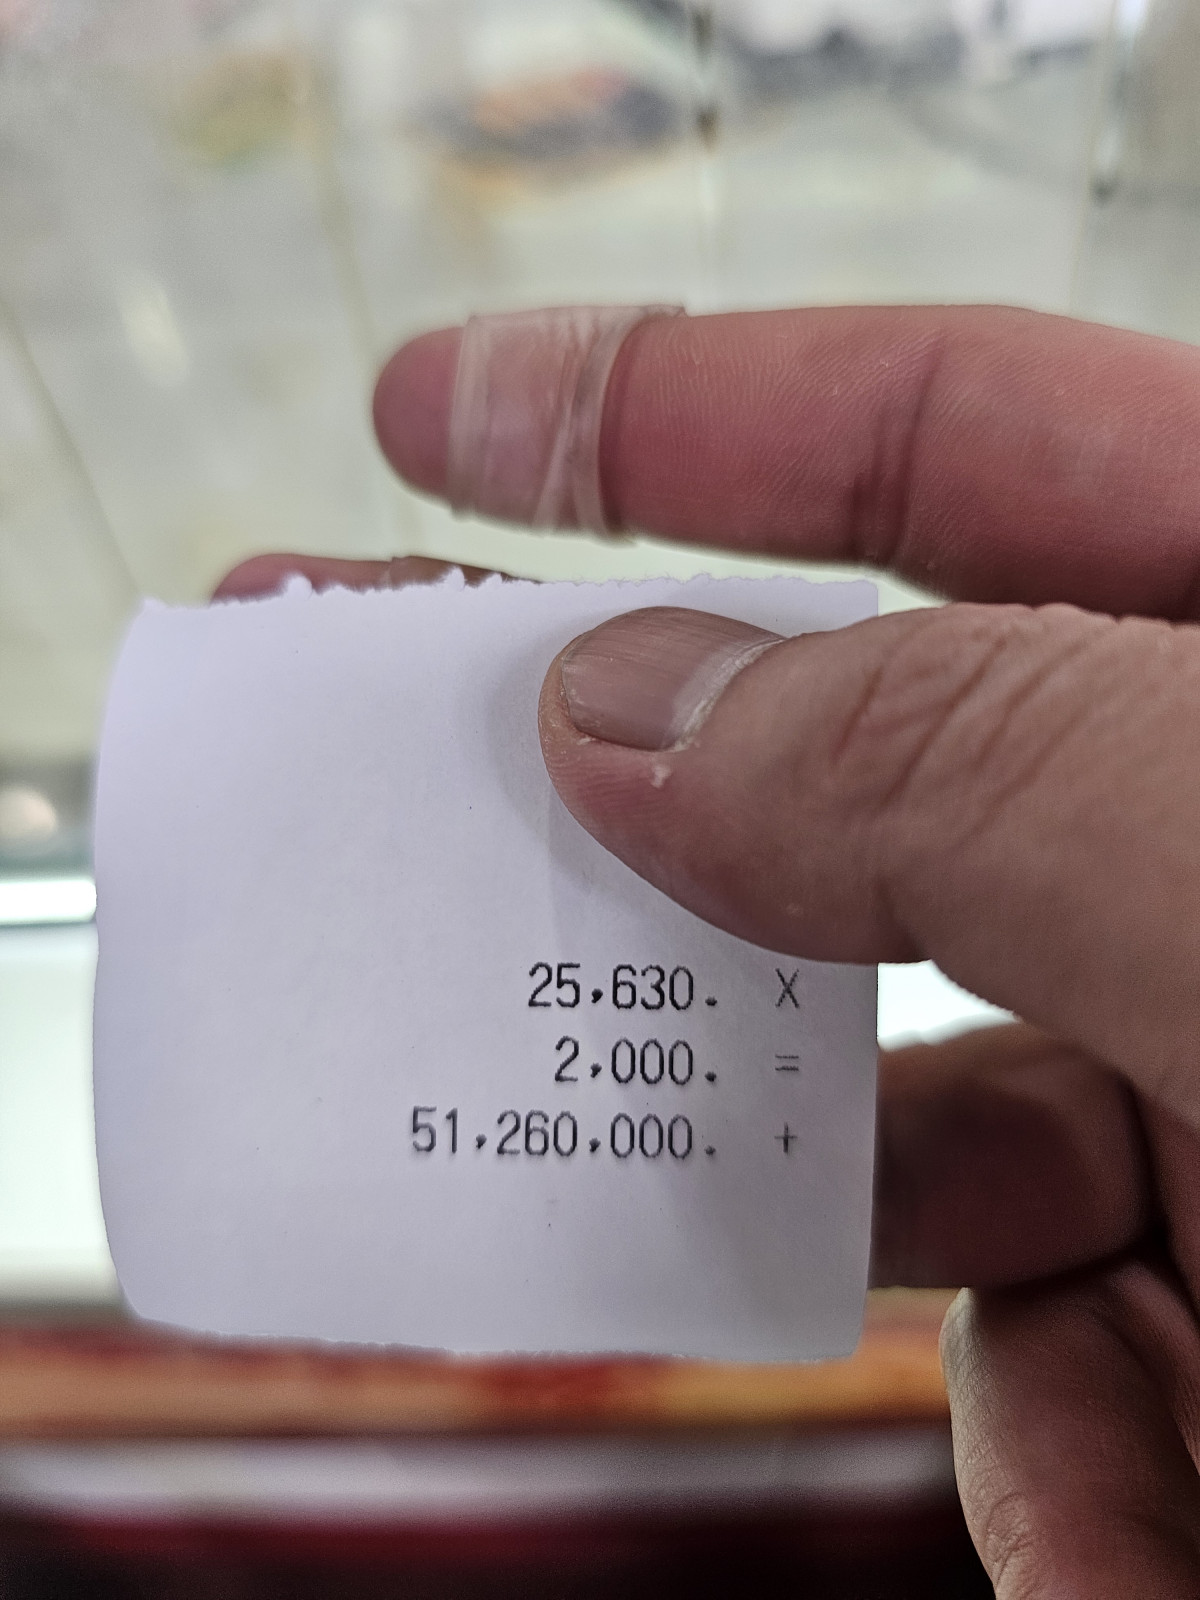 25,630. X
2,000. =
51,260,000. +